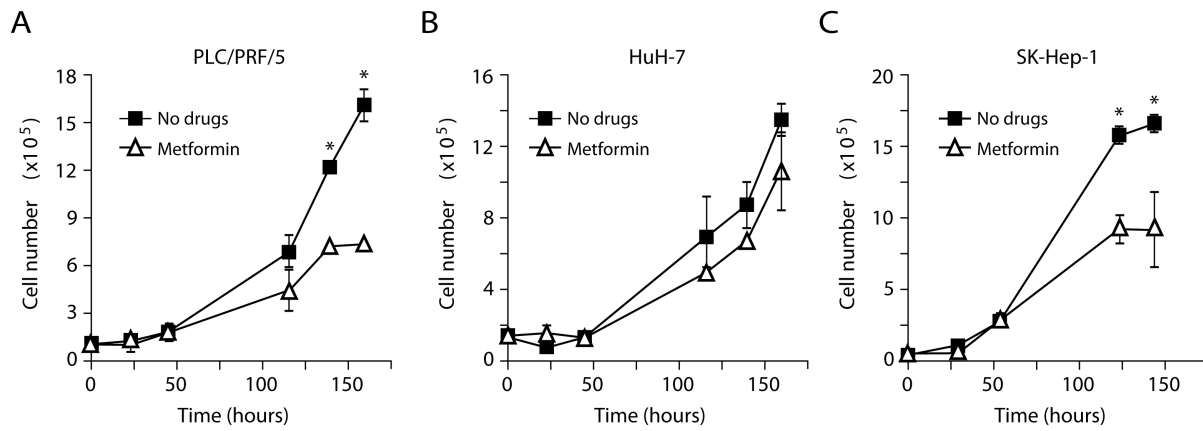 A
PLC/PRF/5
Cell number (x10⁵)
18
15
12
9
6
3
0
No drugs
Metformin
*
*
0
50
100
150
Time (hours)
B
HuH-7
Cell number (x10⁵)
16
12
8
4
0
No drugs
Metformin
0
50
100
150
Time (hours)
C
SK-Hep-1
Cell number (x10⁵)
20
15
10
5
0
No drugs
Metformin
*
*
0
50
100
150
Time (hours)